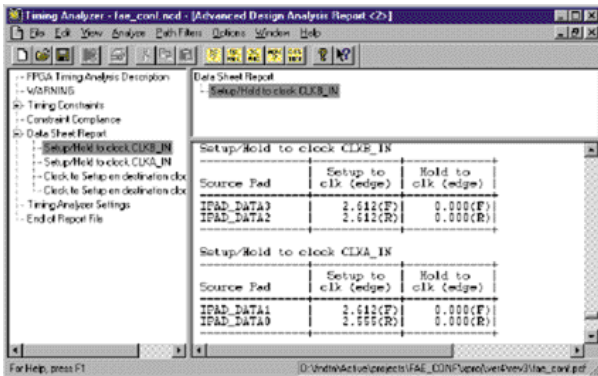 Timing Analyzer - fae_conf.ncd - [Advanced Design Analysis Report <2>]
File Edit View Analyze Path Filters Options Window Help
FPGA Timing Analysis Description
WARNING
Timing Constraints
Constraint Compliance
Data Sheet Report
Setup/Hold to clock CLKB_IN
Setup/Hold to clock CLKA_IN
Clock to Setup on destination cloc
Clock to Setup on destination cloc
Timing Analyzer Settings
End of Report File
Data Sheet Report
Setup/Hold to clock CLKB_IN
Setup/Hold to clock CLKB_IN
Setup to | Hold to |
Source Pad | clk (edge) | clk (edge) |
IPAD_DATA3 | 2.612(F)| 0.000(F)|
IPAD_DATA2 | 2.612(R)| 0.000(R)|
Setup/Hold to clock CLKA_IN
Setup to | Hold to |
Source Pad | clk (edge) | clk (edge) |
IPAD_DATA1 | 2.612(F)| 0.000(F)|
IPAD_DATA0 | 2.555(R)| 0.000(R)|
For Help, press F1